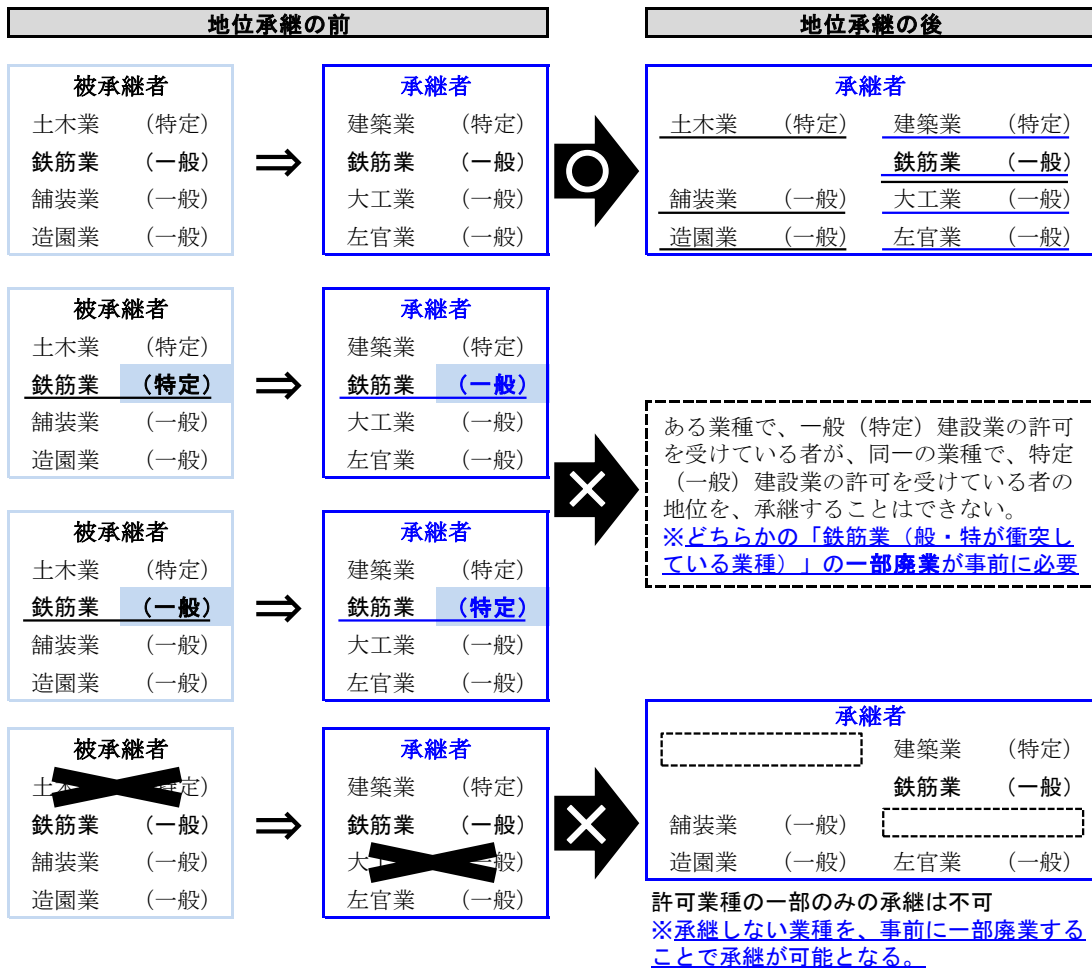 地位承継の前
地位承継の後
被承継者
土木業 (特定)
鉄筋業 (一般)
舗装業 (一般)
造園業 (一般)
⇒
承継者
建築業 (特定)
鉄筋業 (一般)
大工業 (一般)
左官業 (一般)
○
承継者
土木業 (特定) 建築業 (特定)
鉄筋業 (一般)
舗装業 (一般) 大工業 (一般)
造園業 (一般) 左官業 (一般)
被承継者
土木業 (特定)
鉄筋業 (特定)
舗装業 (一般)
造園業 (一般)
⇒
承継者
建築業 (特定)
鉄筋業 (一般)
大工業 (一般)
左官業 (一般)
被承継者
土木業 (特定)
鉄筋業 (一般)
舗装業 (一般)
造園業 (一般)
⇒
承継者
建築業 (特定)
鉄筋業 (特定)
大工業 (一般)
左官業 (一般)
×
ある業種で、一般（特定）建設業の許可
を受けている者が、同一の業種で、特定
（一般）建設業の許可を受けている者の
地位を、承継することはできない。
※どちらかの「鉄筋業（般・特が衝突し
ている業種）」の一部廃業が事前に必要
被承継者
土 定)
鉄筋業 (一般)
舗装業 (一般)
造園業 (一般)
⇒
承継者
建築業 (特定)
鉄筋業 (一般)
大 般)
左官業 (一般)
×
承継者
建築業 (特定)
鉄筋業 (一般)
舗装業 (一般)
造園業 (一般) 左官業 (一般)
許可業種の一部のみの承継は不可
※承継しない業種を、事前に一部廃業する
ことで承継が可能となる。